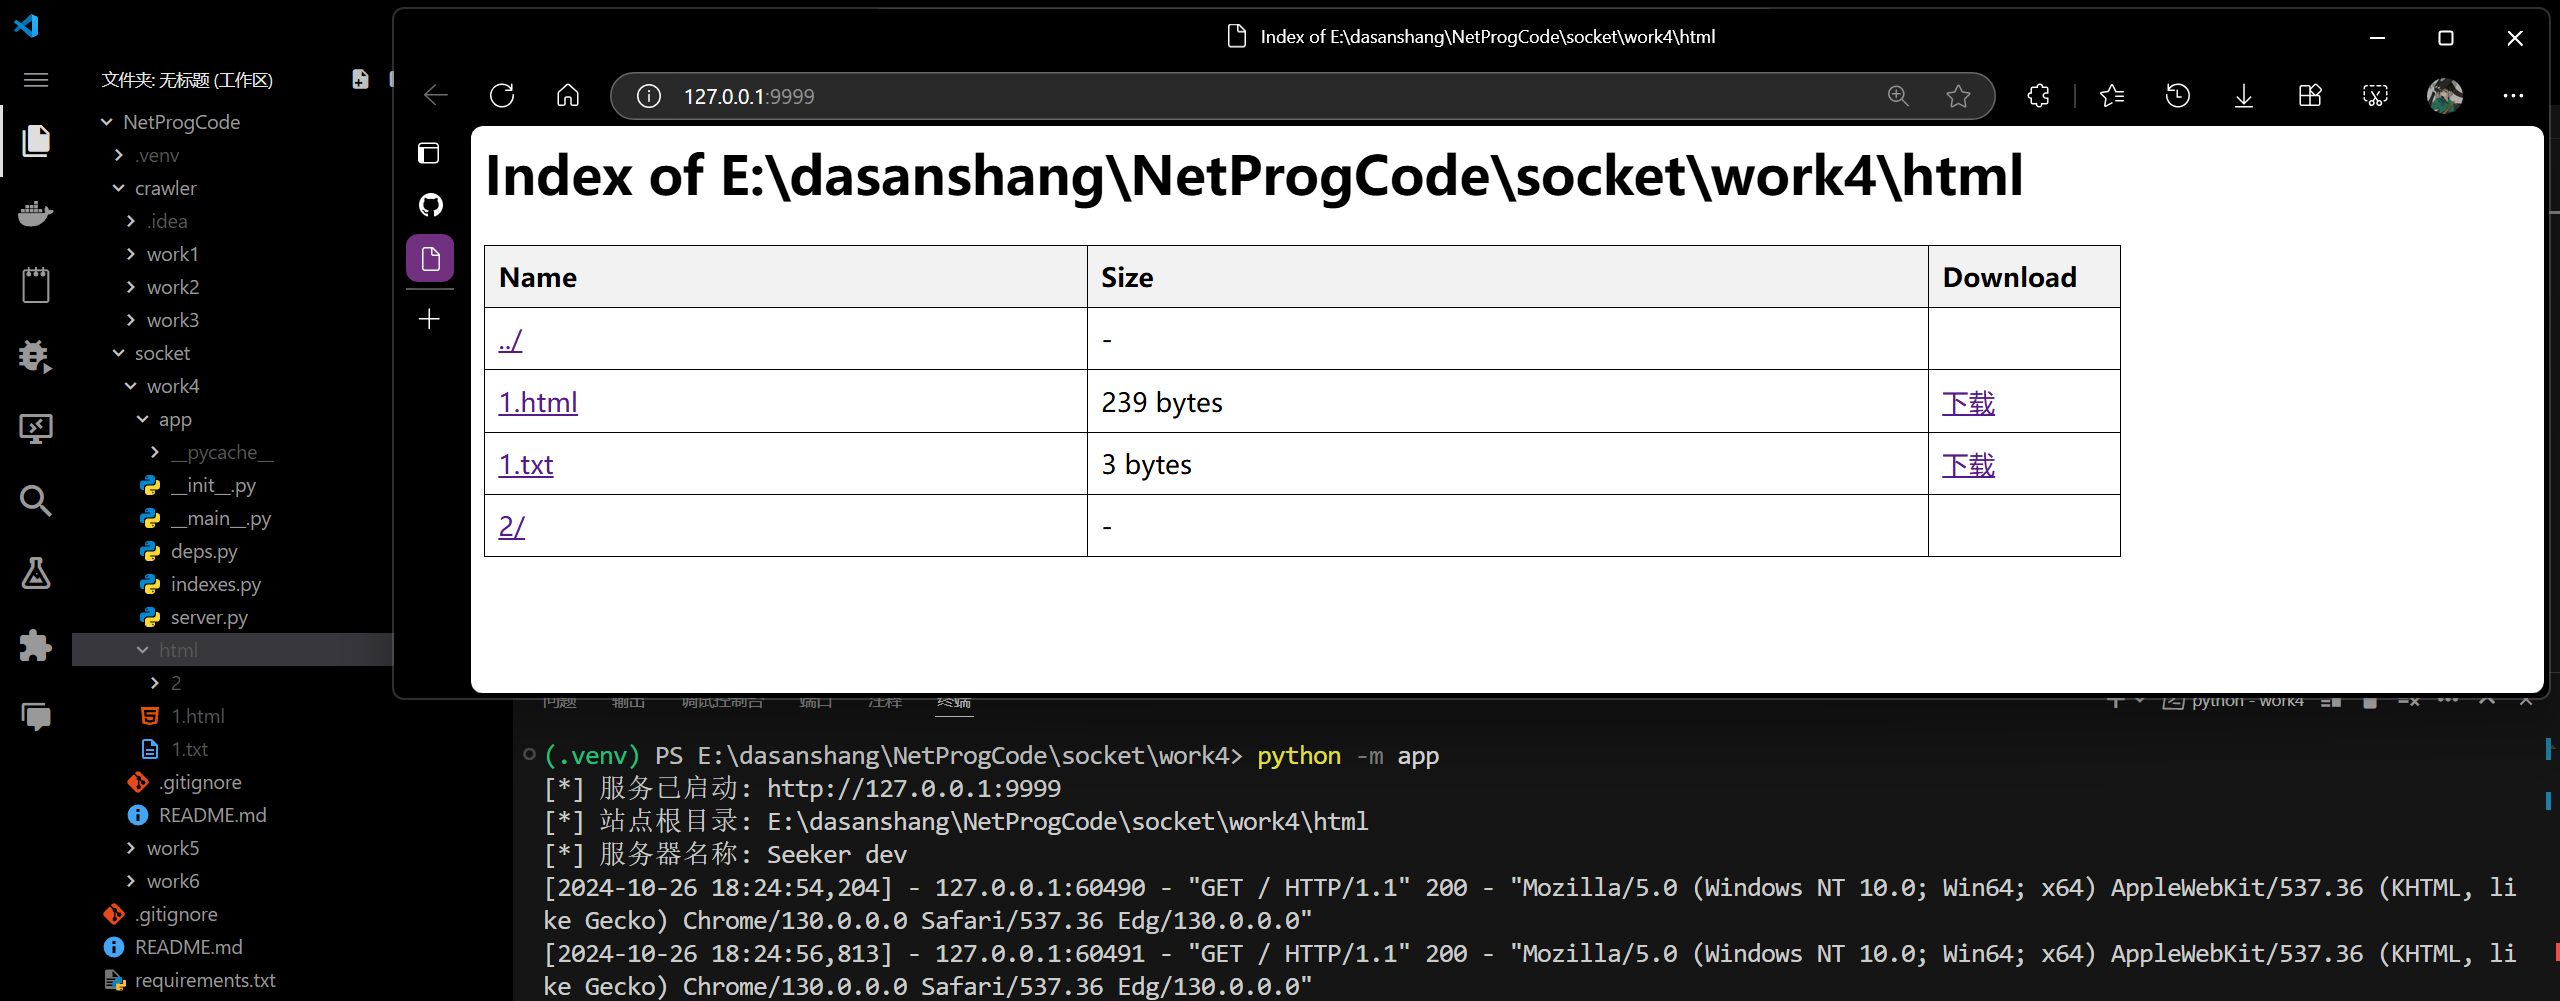 文件夹: 无标题 (工作区)
NetProgCode
.venv
crawler
.idea
work1
work2
work3
socket
work4
app
__pycache__
__init__.py
__main__.py
deps.py
indexes.py
server.py
html
2
1.html
1.txt
.gitignore
README.md
work5
work6
.gitignore
README.md
requirements.txt
Index of E:\dasanshang\NetProgCode\socket\work4\html
127.0.0.1:9999
Index of E:\dasanshang\NetProgCode\socket\work4\html
Name Size Download
../ -
1.html 239 bytes 下载
1.txt 3 bytes 下载
2/ -
问题 输出 调试控制台 端口 注释 终端
python - work4
(.venv) PS E:\dasanshang\NetProgCode\socket\work4> python -m app
[*] 服务已启动: http://127.0.0.1:9999
[*] 站点根目录: E:\dasanshang\NetProgCode\socket\work4\html
[*] 服务器名称: Seeker dev
[2024-10-26 18:24:54,204] - 127.0.0.1:60490 - "GET / HTTP/1.1" 200 - "Mozilla/5.0 (Windows NT 10.0; Win64; x64) AppleWebKit/537.36 (KHTML, li
ke Gecko) Chrome/130.0.0.0 Safari/537.36 Edg/130.0.0.0"
[2024-10-26 18:24:56,813] - 127.0.0.1:60491 - "GET / HTTP/1.1" 200 - "Mozilla/5.0 (Windows NT 10.0; Win64; x64) AppleWebKit/537.36 (KHTML, li
ke Gecko) Chrome/130.0.0.0 Safari/537.36 Edg/130.0.0.0"